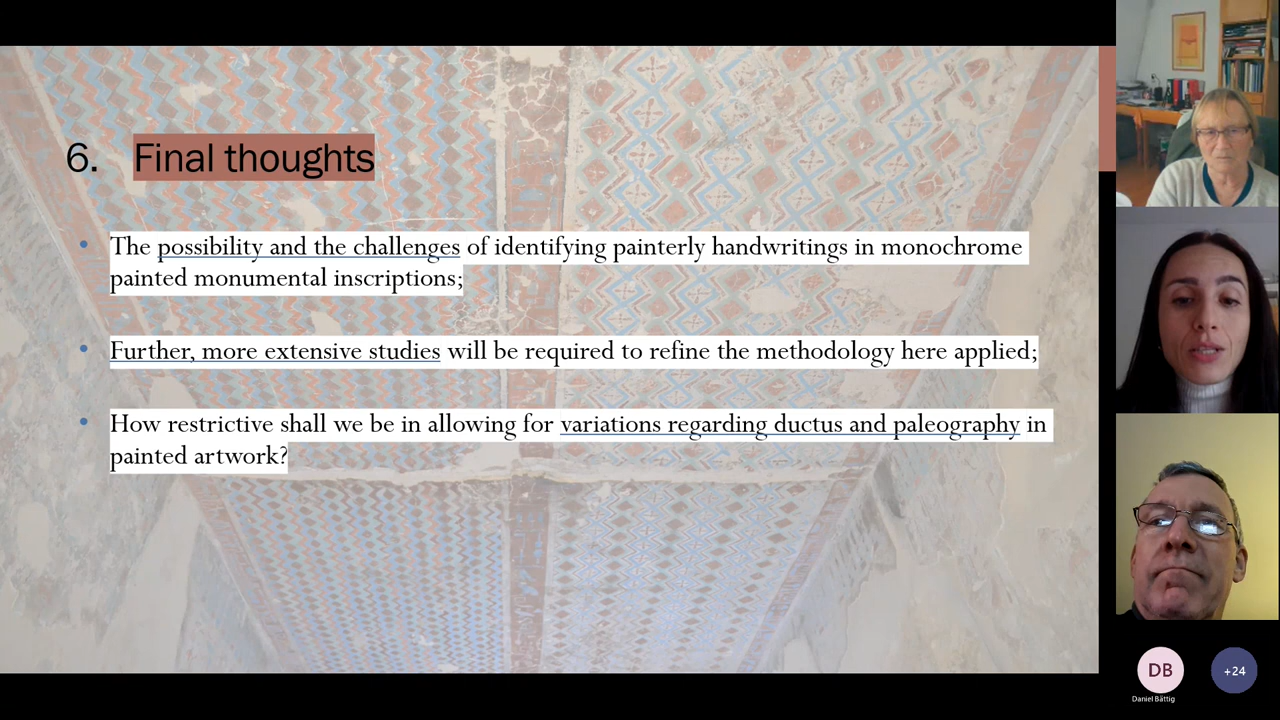 6. Final thoughts
• The possibility and the challenges of identifying painterly handwritings in monochrome
painted monumental inscriptions;
• Further, more extensive studies will be required to refine the methodology here applied;
• How restrictive shall we be in allowing for variations regarding ductus and paleography in
painted artwork?
DB
+24
Daniel Bättig